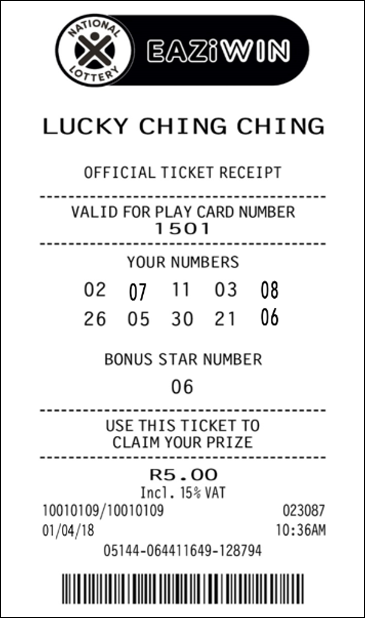 NATIONAL LOTTERY
EAZiWIN
LUCKY CHING CHING
OFFICIAL TICKET RECEIPT
VALID FOR PLAY CARD NUMBER
1501
YOUR NUMBERS
02 07 11 03 08
26 05 30 21 06
BONUS STAR NUMBER
06
USE THIS TICKET TO
CLAIM YOUR PRIZE
R5.00
Incl. 15% VAT
10010109/10010109 023087
01/04/18 10:36AM
05144-064411649-128794